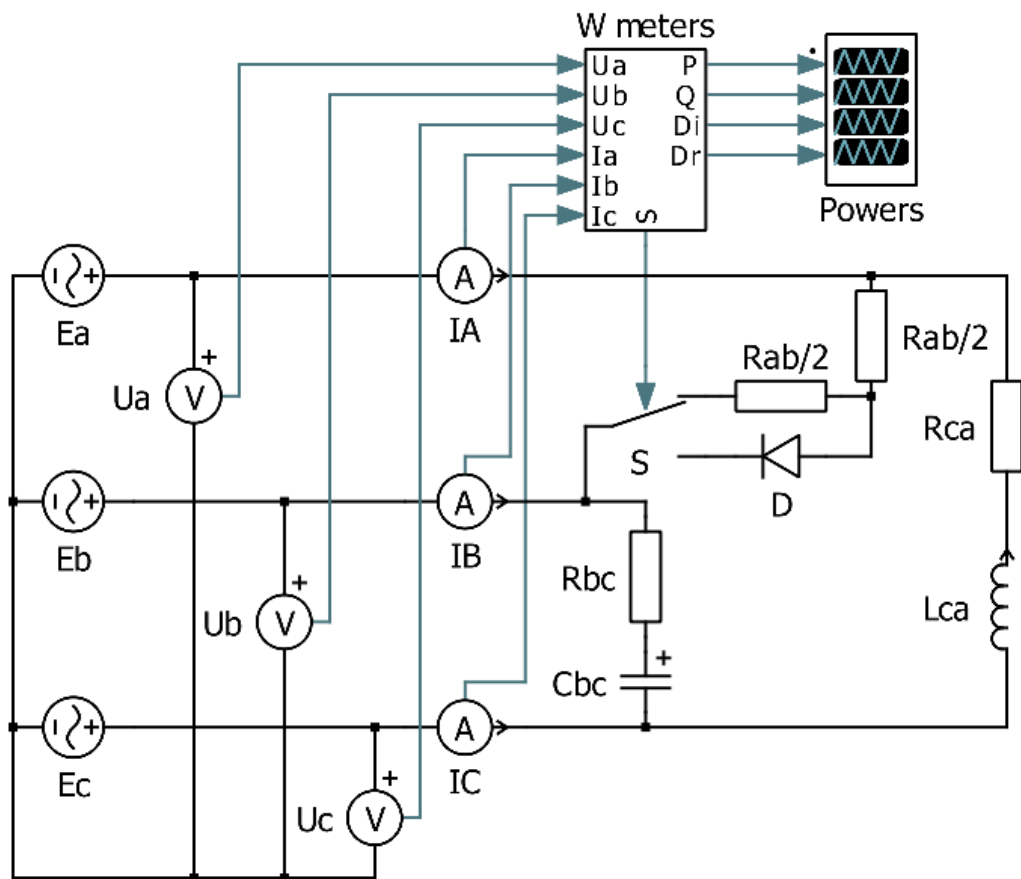 W meters
Ua P
Ub Q
Uc Di
Ia Dr
Ib
Ic S
Powers
Ea
IA
Rab/2
Rab/2
Ua
Rca
S
D
Eb
IB
Rbc
Ub
Lca
Cbc
Ec
IC
Uc
A
A
A
V
V
V
+
+
+
+